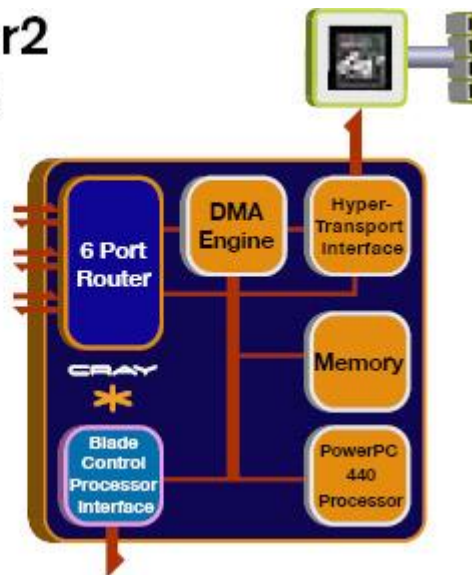 r2
6 Port
Router
DMA
Engine
Hyper-
Transport
Interface
CRAY
Memory
Blade
Control
Processor
Interface
PowerPC
440
Processor